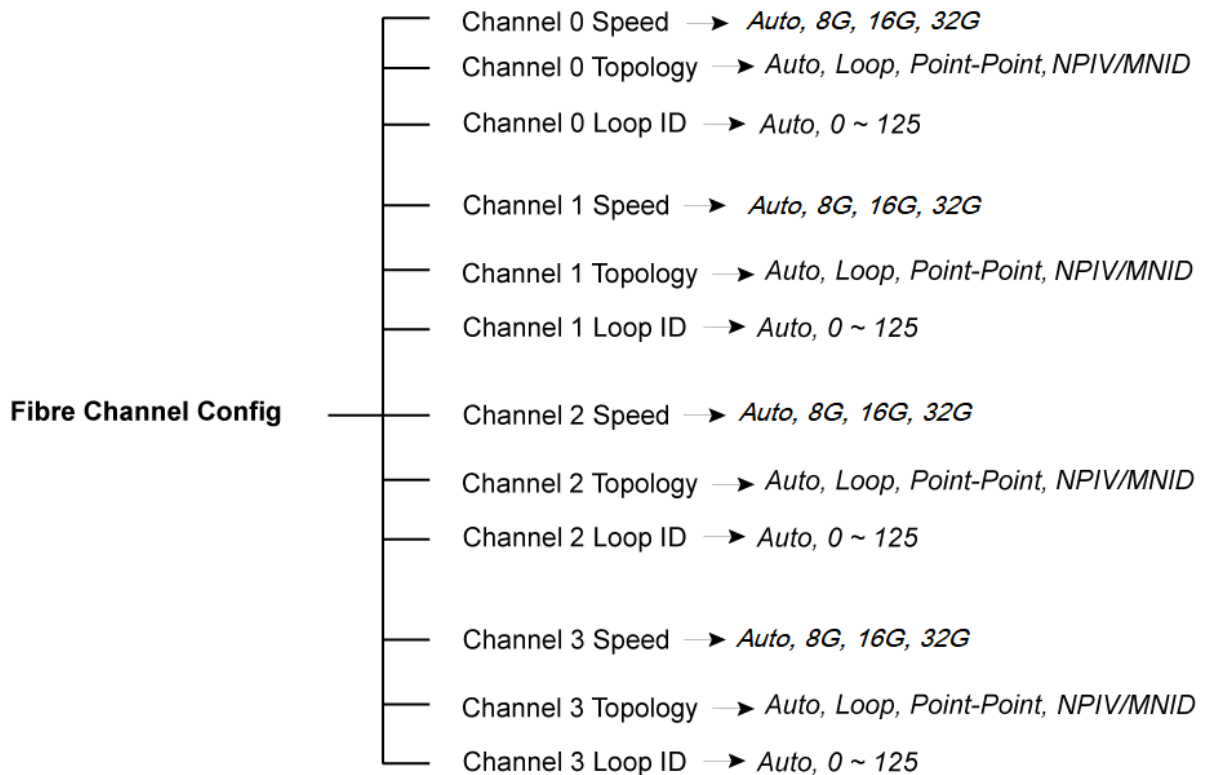 Channel 0 Speed Auto, 8G, 16G, 32G
Channel 0 Topology Auto, Loop, Point-Point, NPIV/MNID
Channel 0 Loop ID Auto, 0 ~ 125
Channel 1 Speed Auto, 8G, 16G, 32G
Channel 1 Topology Auto, Loop, Point-Point, NPIV/MNID
Channel 1 Loop ID Auto, 0 ~ 125
Fibre Channel Config
Channel 2 Speed Auto, 8G, 16G, 32G
Channel 2 Topology Auto, Loop, Point-Point, NPIV/MNID
Channel 2 Loop ID Auto, 0 ~ 125
Channel 3 Speed Auto, 8G, 16G, 32G
Channel 3 Topology Auto, Loop, Point-Point, NPIV/MNID
Channel 3 Loop ID Auto, 0 ~ 125